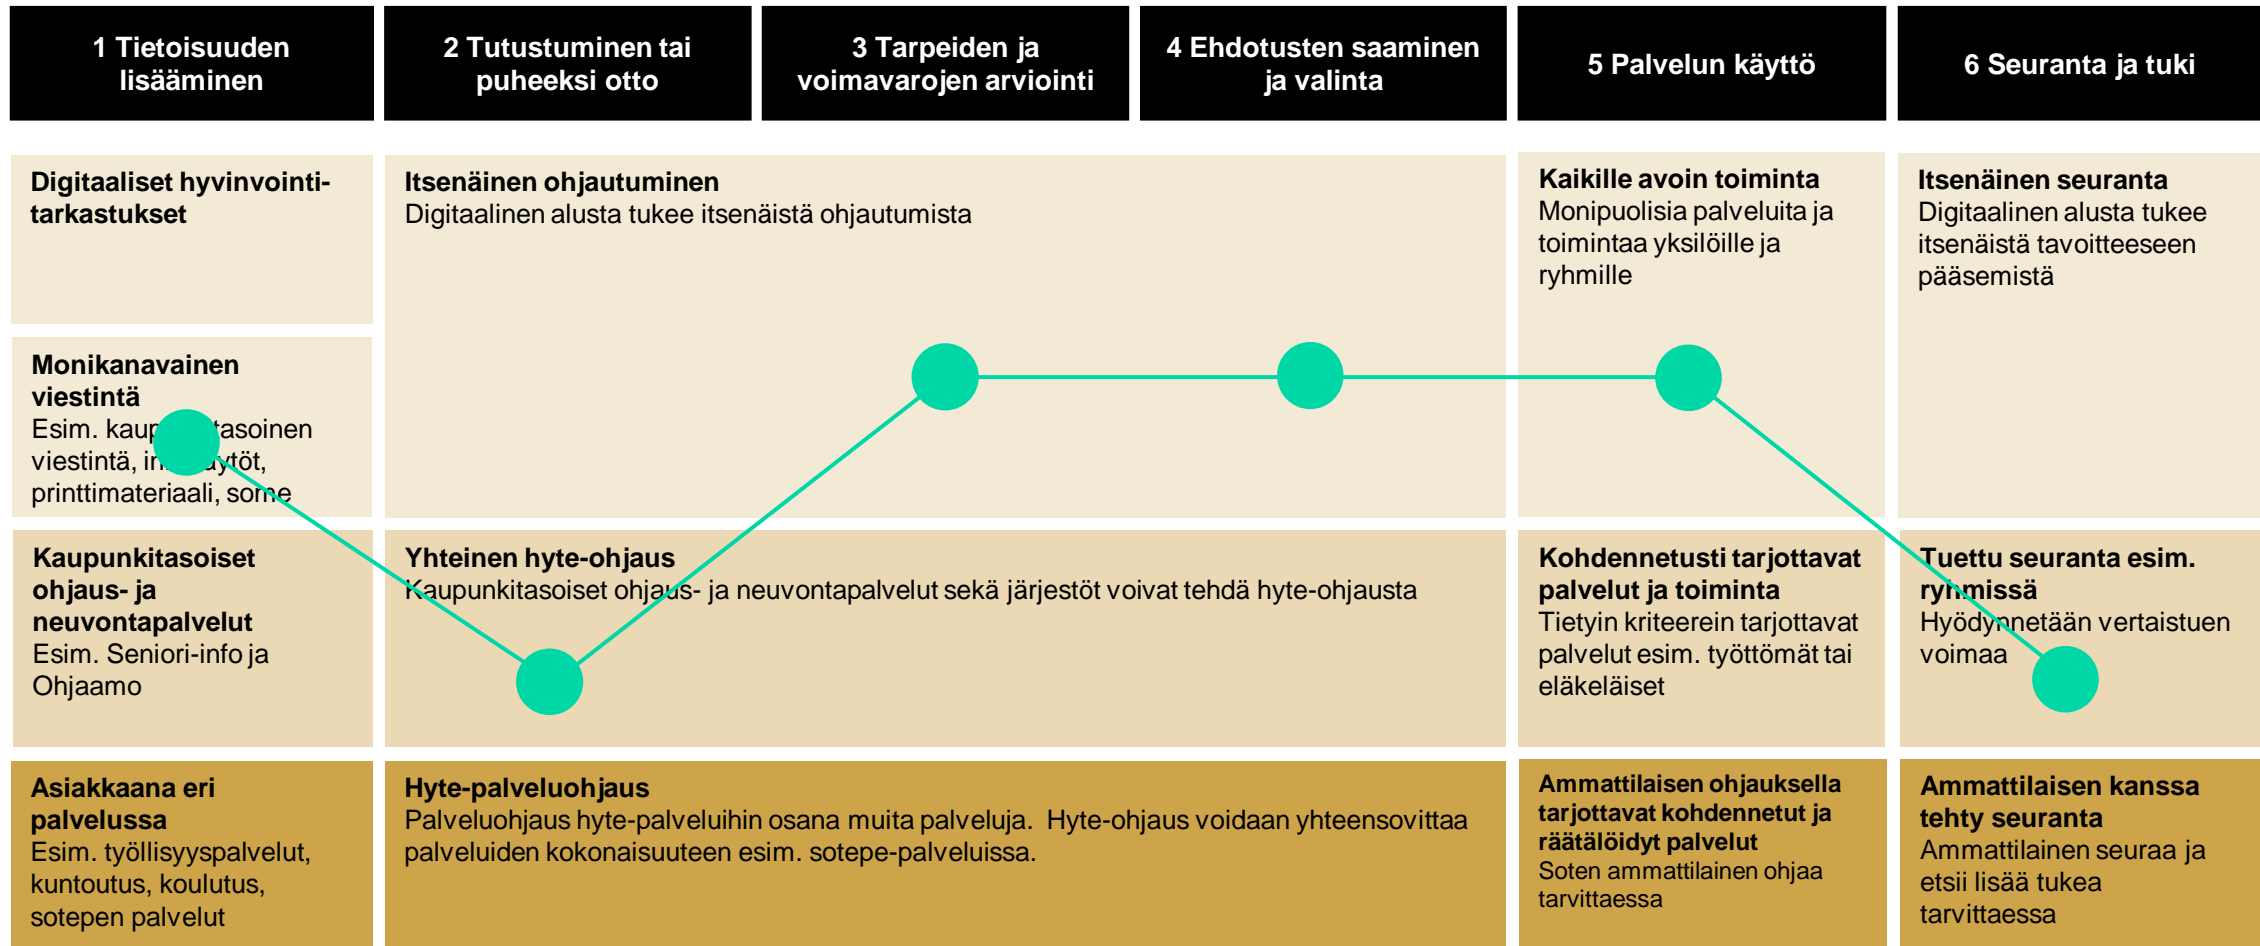 1 Tietoisuuden
lisääminen
2 Tutustuminen tai
puheeksi otto
3 Tarpeiden ja
voimavarojen arviointi
4 Ehdotusten saaminen
ja valinta
5 Palvelun käyttö
6 Seuranta ja tuki
Digitaaliset hyvinvointi-
tarkastukset
Itsenäinen ohjautuminen
Digitaalinen alusta tukee itsenäistä ohjautumista
Kaikille avoin toiminta
Monipuolisia palveluita ja
toimintaa yksilöille ja
ryhmille
Itsenäinen seuranta
Digitaalinen alusta tukee
itsenäistä tavoitteeseen
pääsemistä
Monikanavainen
viestintä
Esim.
viestintä,
printtimateriaali, some
Kaupunkitasoiset
ohjaus- ja
neuvontapalvelut
Esim. Seniori-info ja
Ohjaamo
Yhteinen hyte-ohjaus
Kaupunkitasoiset ohjaus- ja neuvontapalvelut sekä järjestöt voivat tehdä hyte-ohjausta
Kohdennetusti tarjottavat
palvelut ja toiminta
Tietyin kriteerein tarjottavat
palvelut esim. työttömät tai
eläkeläiset
Tuettu seuranta esim.
ryhmissä
Hyödynnetään vertaistuen
voimaa
Asiakkaana eri
palvelussa
Esim. työllisyyspalvelut,
kuntoutus, koulutus,
sotepen palvelut
Hyte-palveluohjaus
Palveluohjaus hyte-palveluihin osana muita palveluja. Hyte-ohjaus voidaan yhteensovittaa
palveluiden kokonaisuuteen esim. sotepe-palveluissa.
Ammattilaisen ohjauksella
tarjottavat kohdennetut ja
räätälöidyt palvelut
Soten ammattilainen ohjaa
tarvittaessa
Ammattilaisen kanssa
tehty seuranta
Ammattilainen seuraa ja
etsii lisää tukea
tarvittaessa